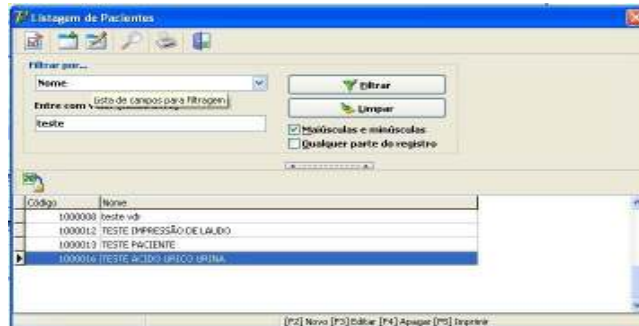 Listagem de Pacientes
Filtrar por...
Nome
Filtrar
Lista de campos para filtragem
Entre com
Limpar
teste
Maiúsculas e minúsculas
Qualquer parte do registro
Código Nome
1000008 teste vdr
1000012 TESTE IMPRESSÃO DE LAUDO
1000013 TESTE PACIENTE
1000016 TESTE ACIDO URICO URINA
[F2] Novo [F3] Editar [F4] Apagar [F5] Imprimir